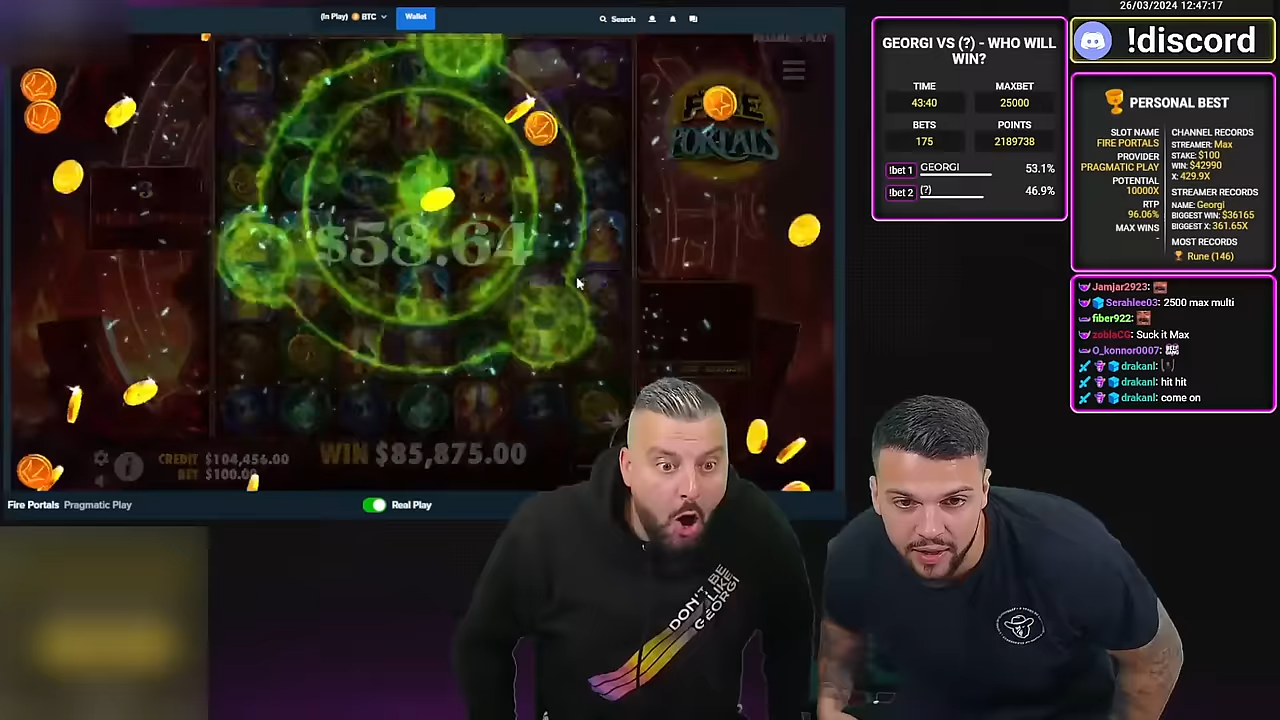 (In Play) BTC
Wallet
Search
26/03/2024 12:47:17
!discord
PRAGMATIC PLAY
FIRE
PORTALS
3
$58.64
CREDIT $104,456.00
BET $100.00
WIN $85,875.00
Fire Portals Pragmatic Play
Real Play
GEORGI VS (?) - WHO WILL
WIN?
TIME
MAXBET
43:40
25000
BETS
POINTS
175
2189738
!bet 1 GEORGI 53.1%
!bet 2 (?) 46.9%
PERSONAL BEST
SLOT NAME
FIRE PORTALS
PROVIDER
PRAGMATIC PLAY
POTENTIAL
10000X
RTP
96.06%
MAX WINS
-
CHANNEL RECORDS
STREAMER: Max
STAKE: $100
WIN: $42990
X: 429.9X
STREAMER RECORDS
NAME: Georgi
BIGGEST WIN: $36165
BIGGEST X: 361.65X
MOST RECORDS
Rune (146)
Jamjar2923:
Serahlee03: 2500 max multi
fiber922:
zoblaCG: Suck it Max
O_konnor0007:
drakanl:
drakanl: hit hit
drakanl: come on
DON'T BE
LIKE
GEORGI